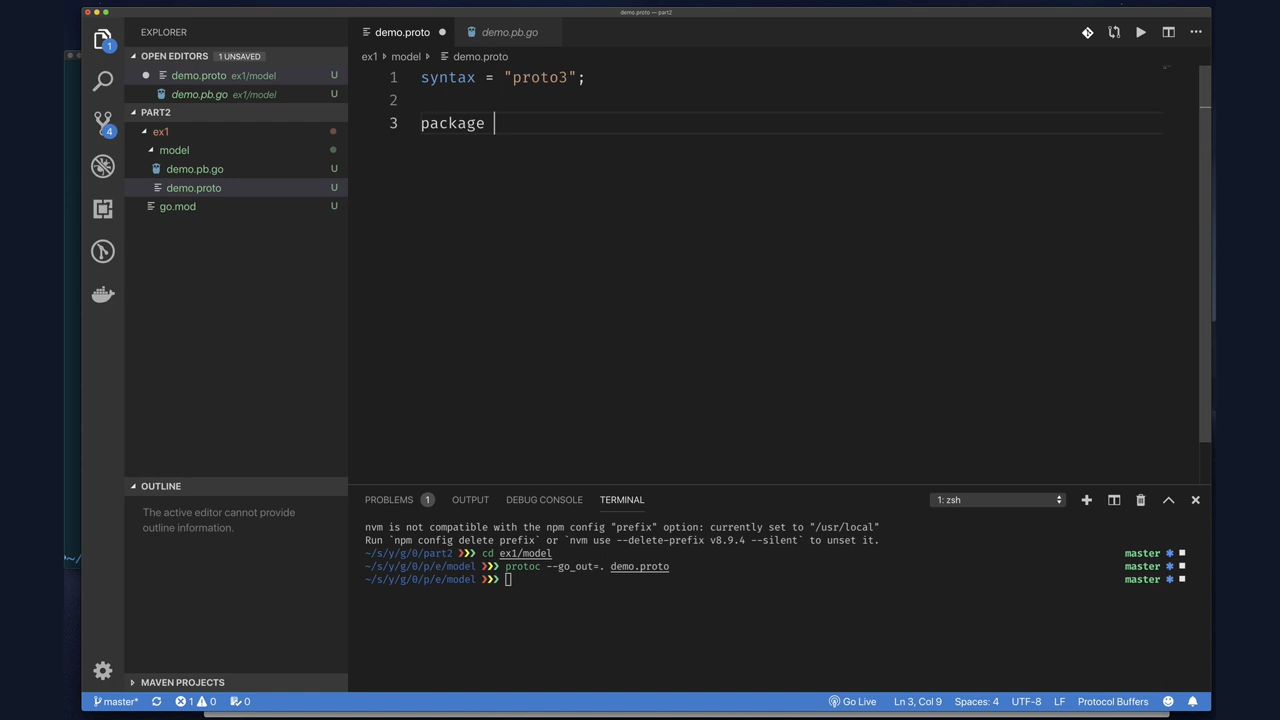 demo.proto — part2
EXPLORER
OPEN EDITORS 1 UNSAVED
demo.proto ex1/model U
demo.pb.go ex1/model U
PART2
ex1
model
demo.pb.go U
demo.proto U
go.mod U
OUTLINE
The active editor cannot provide
outline information.
MAVEN PROJECTS
1
4
demo.proto
demo.pb.go
ex1 model demo.proto
1 syntax = "proto3";
2
3 package
PROBLEMS 1 OUTPUT DEBUG CONSOLE TERMINAL 1: zsh
nvm is not compatible with the npm config "prefix" option: currently set to "/usr/local"
Run `npm config delete prefix` or `nvm use --delete-prefix v8.9.4 --silent` to unset it.
~/s/y/g/0/part2 ❯❯❯ cd ex1/model master ✱ ◼
~/s/y/g/0/p/e/model ❯❯❯ protoc --go_out=. demo.proto master ✱ ◼
~/s/y/g/0/p/e/model ❯❯❯ master ✱ ◼
master* 1 0 0 Go Live Ln 3, Col 9 Spaces: 4 UTF-8 LF Protocol Buffers